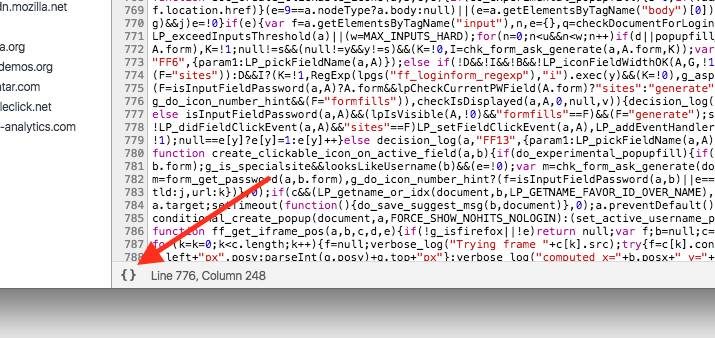 dn.mozilla.net
a.org
demos.org
tar.com
leclick.net
-analytics.com
769 f.location.href)}(e=9==a.nodeType?a.body:null)||(e=a.getElementsByTagName("body")[0])
770 g)&&j)e=!0}if(e){var f=a.getElementsByTagName("input"),n,e={},q=checkDocumentForLogin
771 LP_exceedInputsThreshold(a)||(w=MAX_INPUTS_HARD);for(n=0;n<u&&n<w;n++)if(d||popupfill
772 A.form),K=!1;null!=s&&(null!=y&&y!=s)&&(K=!0,I=chk_form_ask_generate(a,A.form,K));var
773 "FF6",{param1:LP_pickFieldName(a,A)});else if(!D&&!I&&!B&&!LP_iconFieldWidthOK(A,G,!1
774 (F="sites"));D&&I?(K=!1,RegExp(lpgs("ff_loginform_regexp"),"i").exec(y)&&(K=!0),g_asp
775 (F=isInputFieldPassword(a,A)?A.form&&lpCheckCurrentPWField(A.form)?"sites":"generate"
776 g_do_icon_number_hint&&(F="formfills")),checkIsDisplayed(a,A,0,null,v)){decision_log(
777 else isInputFieldPassword(a,A)&&(lpIsVisible(A,!0)&&"formfills"==F)&&(F="generate");s
778 !LP_didFieldClickEvent(a,A)&&"sites"==F)LP_setFieldClickEvent(a,A),LP_addEventHandler
779 !1);null==e[y]?e[y]=1:e[y]++}else decision_log(a,"FF13",{param1:LP_pickFieldName(a,A)
780 function create_clickable_icon_on_active_field(a,b){if(do_experimental_popupfill){if(
781 b.form);g_is_specialsite&&looksLikeUsername(b)&&(e=!0);var m=chk_form_ask_generate(do
782 m=form_get_password(a,b.form),g_do_icon_number_hint?(f=isInputFieldPassword(a,b)||e==
783 tld:j,url:k})},0);if(c&&(LP_getname_or_idx(document,b,LP_GETNAME_FAVOR_ID_OVER_NAME),
784 a.target;setTimeout(function(){do_save_suggest_msg(b,document)},0);a.preventDefault()
785 conditional_create_popup(document,a,FORCE_SHOW_NOHITS_NOLOGIN):(set_active_username_p
786 function ff_get_iframe_pos(a,b,c,d,e){if(!g_isfirefox||!e)return null;var f;b=null;c=
787 for(k=k=0;k<c.length;k++){f=null;verbose_log("Trying frame "+c[k].src);try{f=c[k].con
788 left+"px",posy:parseInt(g.top+"px"};verbose_log("computed x="+b.posx+" y="+
{} Line 776, Column 248